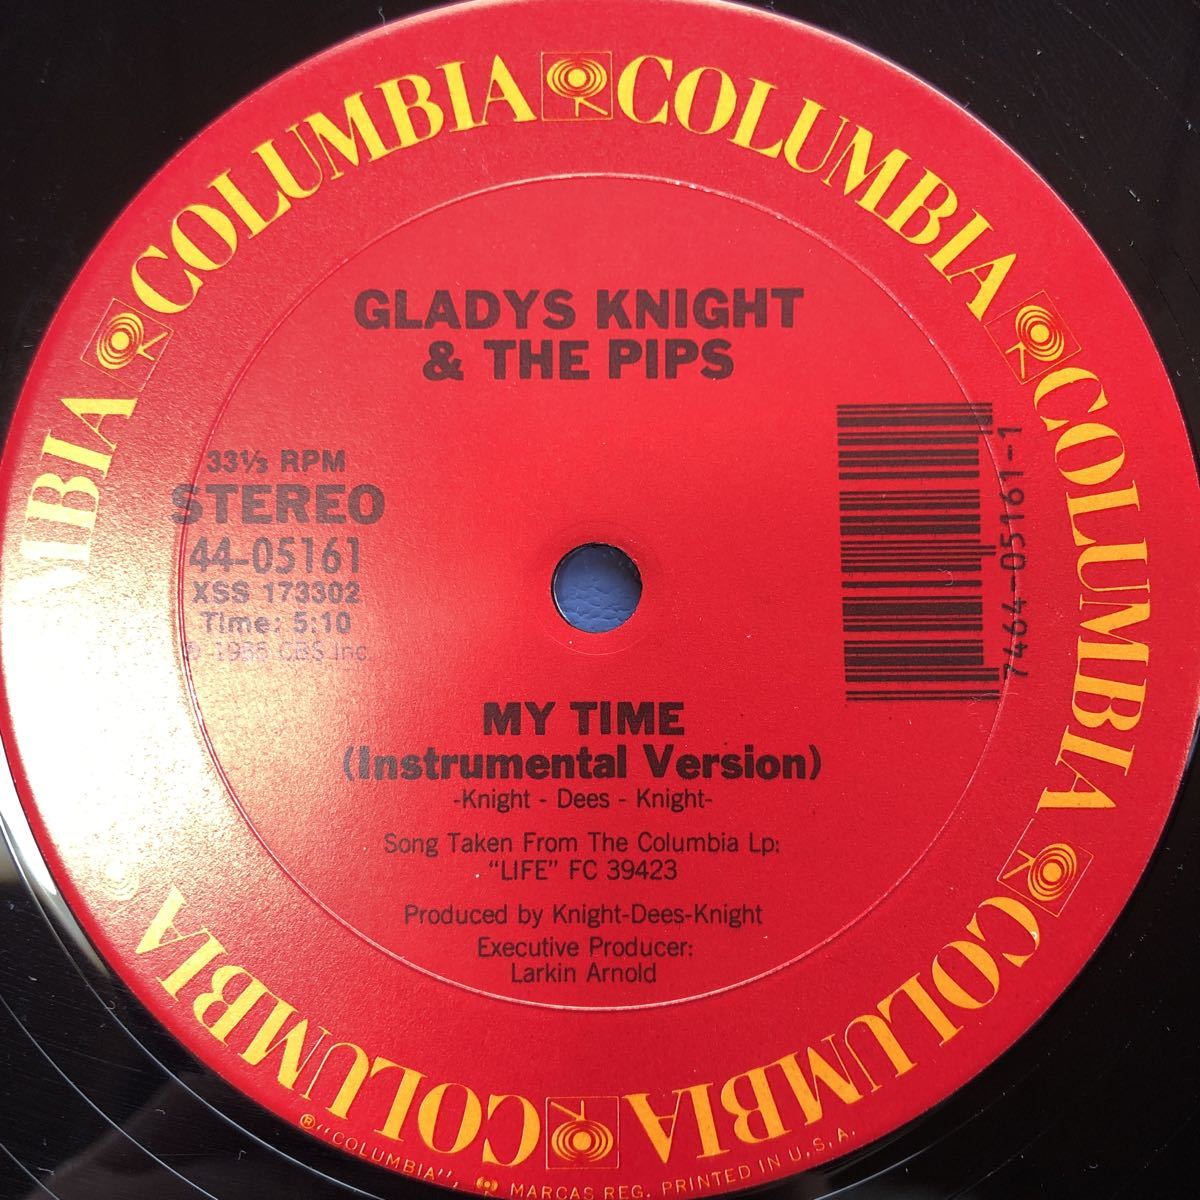 COLUMBIA COLUMBIA COLUMBIA COLUMBIA COLUMBIA MBIA
GLADYS KNIGHT
& THE PIPS
33⅓ RPM
STEREO
44-05161
XSS 173302
Time: 5:10
CBS Inc.
7464-05161-1
MY TIME
(Instrumental Version)
-Knight - Dees - Knight-
Song Taken From The Columbia Lp:
"LIFE" FC 39423
Produced by Knight-Dees-Knight
Executive Producer:
Larkin Arnold
®"COLUMBIA", MARCAS REG. PRINTED IN U.S.A.